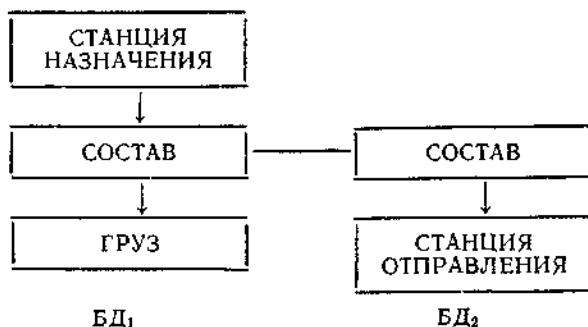 СТАНЦИЯ
НАЗНАЧЕНИЯ
СОСТАВ
СОСТАВ
ГРУЗ
СТАНЦИЯ
ОТПРАВЛЕНИЯ
БД₁
БД₂